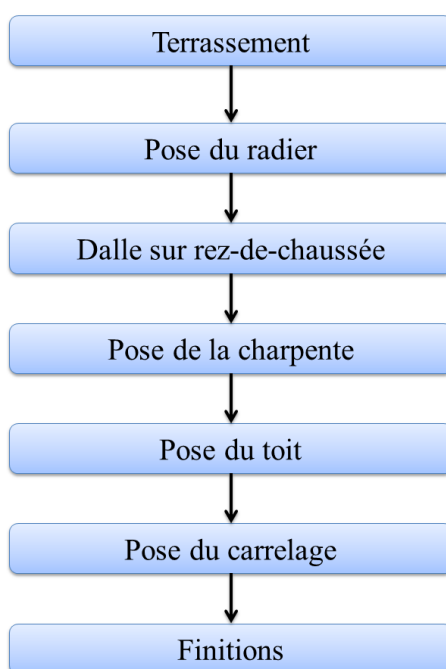 Terrassement
Pose du radier
Dalle sur rez-de-chaussée
Pose de la charpente
Pose du toit
Pose du carrelage
Finitions